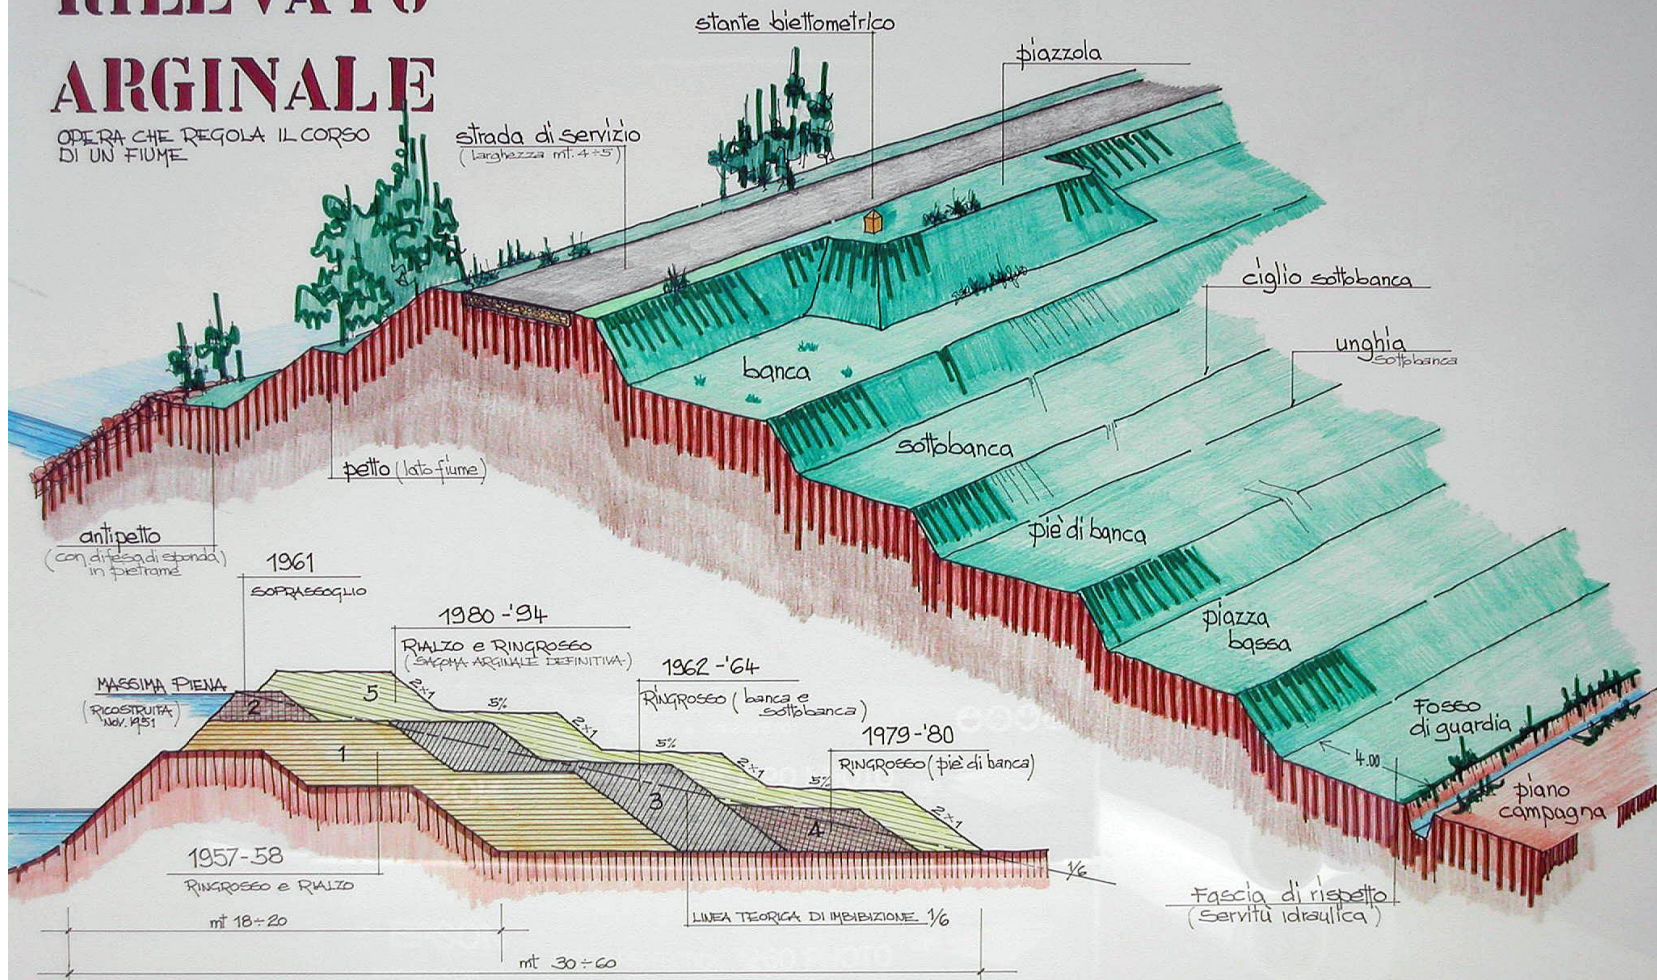 RILEVATO
ARGINALE
OPERA CHE REGOLA IL CORSO
DI UN FIUME
stante biettometrico
piazzola
strada di servizio
(larghezza mt. 4÷5)
ciglio sottobanca
unghia
sottobanca
banca
sottobanca
piè di banca
piazza
bassa
petto (lato fiume)
antipetto
(con difesa di sponda)
in pietrame
Fosso
di guardia
4.00
piano
campagna
Fascia di rispetto
(servitù idraulica)
1961
SOPRASSOGLIO
1980-'94
RIALZO e RINGROSSO
(SAGOMA ARGINALE DEFINITIVA)
1962-'64
RINGROSSO (banca e
sottobanca)
1979-'80
RINGROSSO (piè di banca)
MASSIMA PIENA
(RICOSTRUITA)
NOV. 1951
5
2x1
5%
2x1
5%
2x1
5%
2x1
2
1
3
4
1957-58
RINGROSSO e RIALZO
1/6
LINEA TEORICA DI IMBIBIZIONE 1/6
mt 18÷20
mt 30÷60